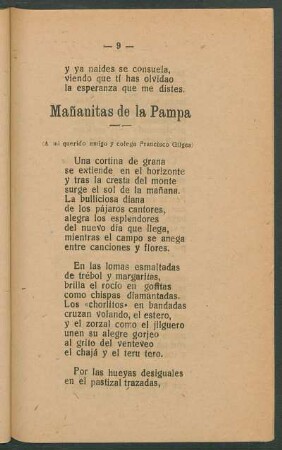 — 9 —
y ya naides se consuela,
viendo que ti has olvidao
la esperanza que me distes.
Mañanitas de la Pampa
(A mi querido amigo y colega Francisco
Una cortina de grana
se extiende en el horizonte
y tras la cresta del monte
surge el sol de la mañana.
La bulliciosa diana
de los pájaros cantores,
alegra los esplendores
del nuevo día que llega,
mientras el campo se anega
entre canciones y flores.
En las lomas esmaltadas
de trébol y margaritas,
brilla el rocío en gotitas
como chispas diamantadas.
Los «chorlitos» en bandadas
cruzan volando, el estero,
y el zorzal como el jilguero
unen su alegre gorjeo
al grito del venteveo
el chajá y el teru tero.
Por las hueyas desiguales
en el pastizal trazadas,